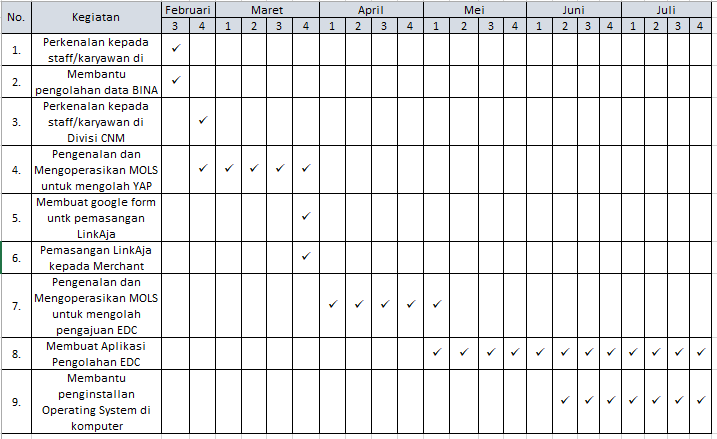 No. Kegiatan Februari Maret April Mei Juni Juli
3 4 1 2 3 4 1 2 3 4 1 2 3 4 1 2 3 4 1 2 3 4
1. Perkenalan kepada
staff/karyawan di
✓
2. Membantu
pengolahan data BINA
✓
3. Perkenalan kepada
staff/karyawan di
Divisi CNM
✓
4. Pengenalan dan
Mengoperasikan MOLS
untuk mengolah YAP
✓ ✓ ✓ ✓ ✓
5. Membuat google form
untk pemasangan
LinkAja
✓
6. Pemasangan LinkAja
kepada Merchant
✓
7. Pengenalan dan
Mengoperasikan MOLS
untuk mengolah
pengajuan EDC
✓ ✓ ✓ ✓ ✓
8. Membuat Aplikasi
Pengolahan EDC
✓ ✓ ✓ ✓ ✓ ✓ ✓ ✓ ✓ ✓ ✓ ✓
9. Membantu
penginstallan
Operating System di
komputer
✓ ✓ ✓ ✓ ✓ ✓ ✓